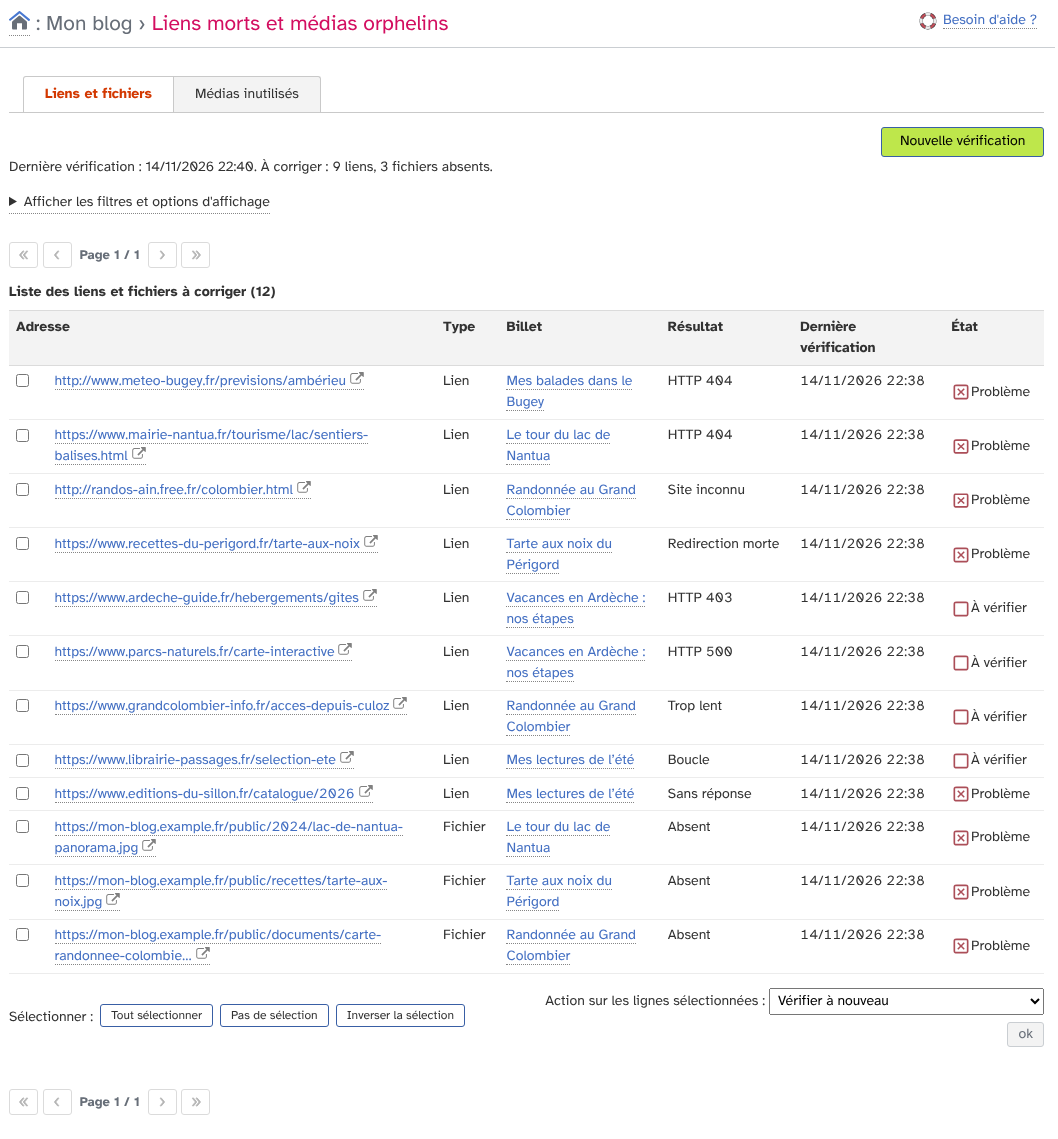 : Mon blog › Liens morts et médias orphelins
Besoin d'aide ?
Liens et fichiers
Médias inutilisés
Nouvelle vérification
Dernière vérification : 14/11/2026 22:40. À corriger : 9 liens, 3 fichiers absents.
Afficher les filtres et options d'affichage
« ‹ Page 1 / 1 › »
Liste des liens et fichiers à corriger (12)
Adresse Type Billet Résultat Dernière vérification État
http://www.meteo-bugey.fr/previsions/ambérieu Lien Mes balades dans le Bugey HTTP 404 14/11/2026 22:38 Problème
https://www.mairie-nantua.fr/tourisme/lac/sentiers-balises.html Lien Le tour du lac de Nantua HTTP 404 14/11/2026 22:38 Problème
http://randos-ain.free.fr/colombier.html Lien Randonnée au Grand Colombier Site inconnu 14/11/2026 22:38 Problème
https://www.recettes-du-perigord.fr/tarte-aux-noix Lien Tarte aux noix du Périgord Redirection morte 14/11/2026 22:38 Problème
https://www.ardeche-guide.fr/hebergements/gites Lien Vacances en Ardèche : nos étapes HTTP 403 14/11/2026 22:38 À vérifier
https://www.parcs-naturels.fr/carte-interactive Lien Vacances en Ardèche : nos étapes HTTP 500 14/11/2026 22:38 À vérifier
https://www.grandcolombier-info.fr/acces-depuis-culoz Lien Randonnée au Grand Colombier Trop lent 14/11/2026 22:38 À vérifier
https://www.librairie-passages.fr/selection-ete Lien Mes lectures de l'été Boucle 14/11/2026 22:38 À vérifier
https://www.editions-du-sillon.fr/catalogue/2026 Lien Mes lectures de l'été Sans réponse 14/11/2026 22:38 Problème
https://mon-blog.example.fr/public/2024/lac-de-nantua-panorama.jpg Fichier Le tour du lac de Nantua Absent 14/11/2026 22:38 Problème
https://mon-blog.example.fr/public/recettes/tarte-aux-noix.jpg Fichier Tarte aux noix du Périgord Absent 14/11/2026 22:38 Problème
https://mon-blog.example.fr/public/documents/carte-randonnee-colombie... Fichier Randonnée au Grand Colombier Absent 14/11/2026 22:38 Problème
Sélectionner : Tout sélectionner Pas de sélection Inverser la sélection
Action sur les lignes sélectionnées : Vérifier à nouveau
ok
« ‹ Page 1 / 1 › »